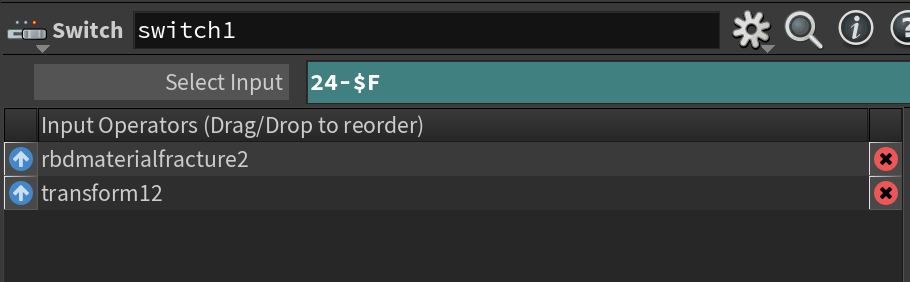 Switch switch1
Select Input 24-$F
Input Operators (Drag/Drop to reorder)
rbdmaterialfracture2
transform12